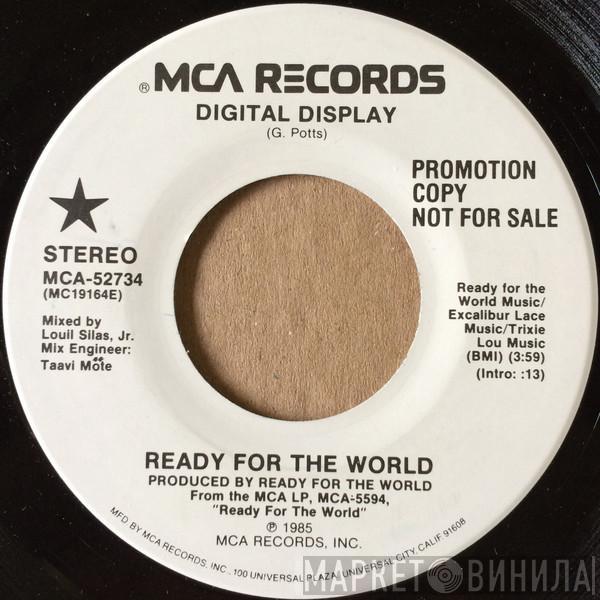 ® MCA RECORDS
DIGITAL DISPLAY
(G. Potts)
PROMOTION
COPY
NOT FOR SALE
STEREO
MCA-52734
(MC19164E)
Mixed by
Louil Silas, Jr.
Mix Engineer:
Taavi Möte
Ready for the
World Music/
Excalibur Lace
Music/Trixie
Lou Music
(BMI) (3:59)
(Intro: :13)
READY FOR THE WORLD
PRODUCED BY READY FOR THE WORLD
From the MCA LP, MCA-5594,
"Ready For The World"
℗ 1985
MCA RECORDS, INC.
MFD BY MCA RECORDS, INC., 100 UNIVERSAL PLAZA, UNIVERSAL CITY, CALIF. 91608
МАРКЕТ ВИНИЛА